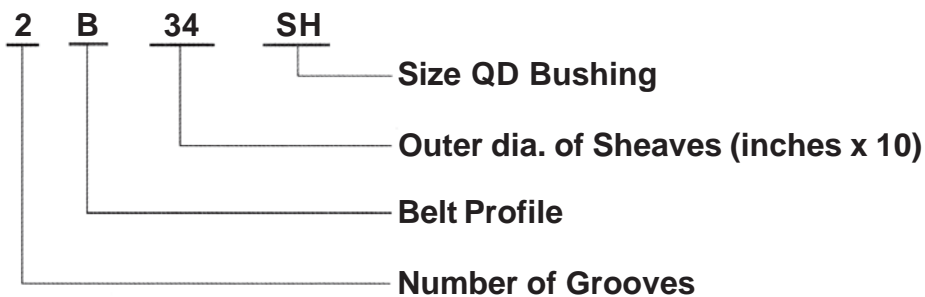 2 B 34 SH
Size QD Bushing
Outer dia. of Sheaves (inches x 10)
Belt Profile
Number of Grooves